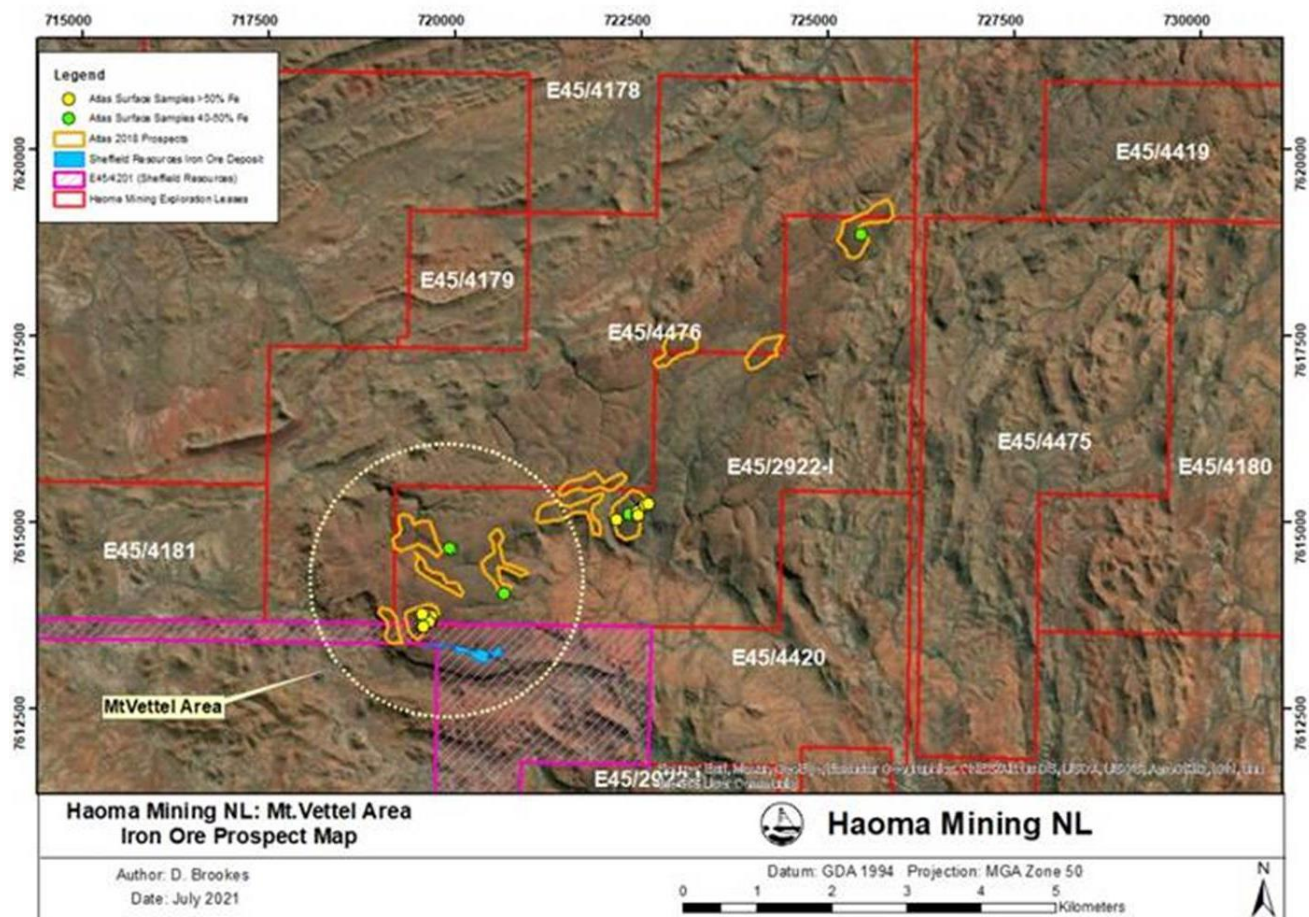 715000 717500 720000 722500 725000 727500 730000
Legend
Atlas Surface Samples >50% Fe
Atlas Surface Samples 40-50% Fe
Atlas 2018 Prospects
Sheffield Resources Iron Ore Deposit
E45/4201 (Sheffield Resources)
Haoma Mining Exploration Leases
E45/4178
E45/4419
7620000 7620000
E45/4179
E45/4476
7617500 7617500
E45/4475
E45/2922-I
E45/4180
7615000 7615000
E45/4181
E45/4420
MtVettel Area
7612500 7612500
Haoma Mining NL: Mt.Vettel Area
Iron Ore Prospect Map
Haoma Mining NL
Author: D. Brookes
Date: July 2021
Datum: GDA 1994 Projection: MGA Zone 50
0 1 2 3 4 5
Kilometers
N